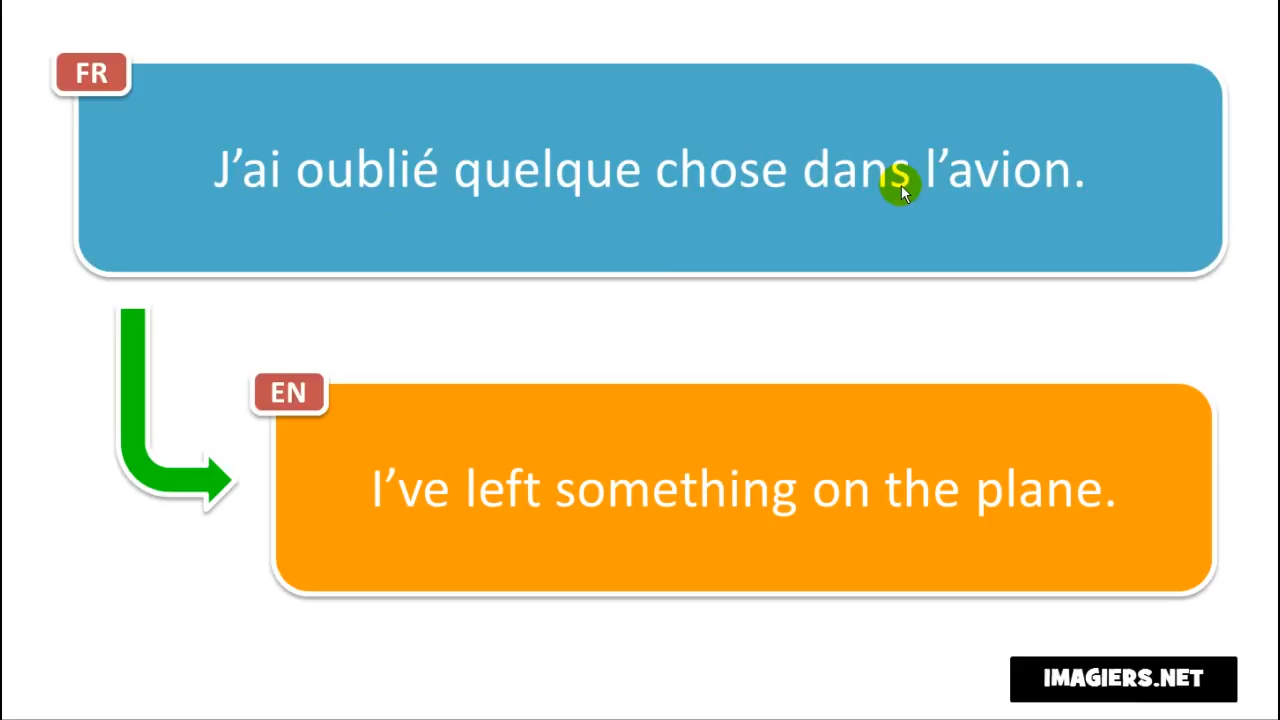 FR
J’ai oublié quelque chose dans l’avion.
EN
I’ve left something on the plane.
IMAGIERS.NET